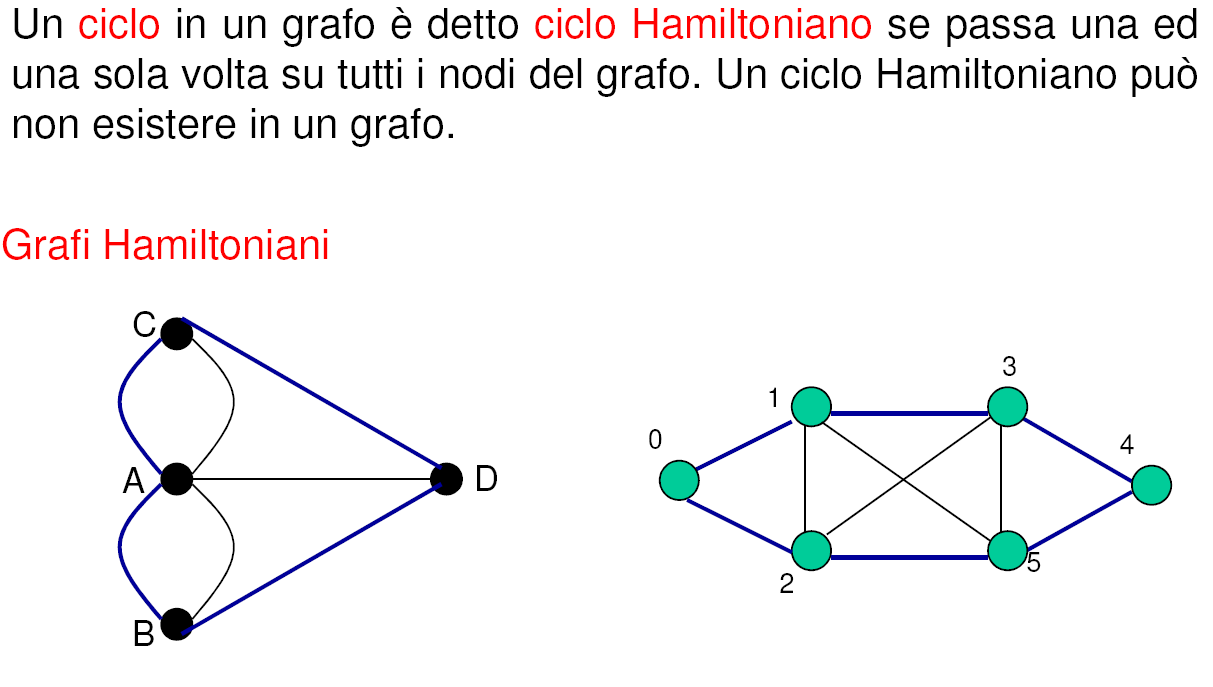 Un ciclo in un grafo è detto ciclo Hamiltoniano se passa una ed
una sola volta su tutti i nodi del grafo. Un ciclo Hamiltoniano può
non esistere in un grafo.
Grafi Hamiltoniani
C
A
D
B
3
1
0
4
5
2